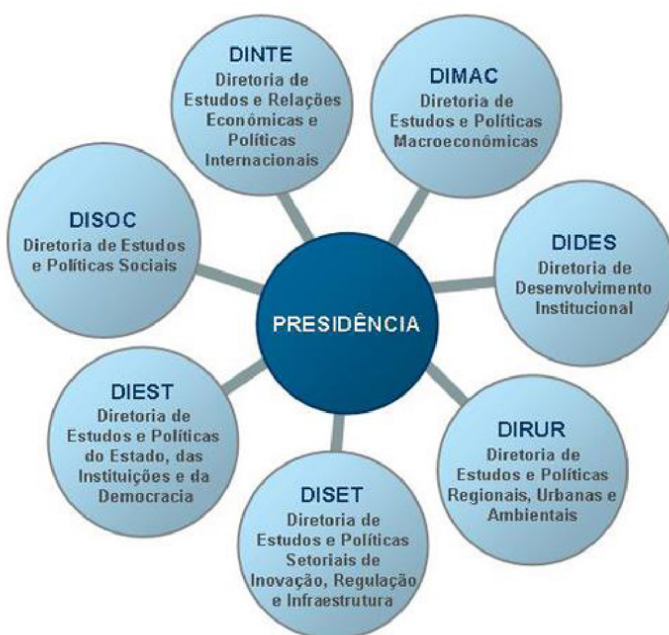 DINTE
Diretoria de
Estudos e Relações
Econômicas e
Políticas
Internacionais
DIMAC
Diretoria de
Estudos e Políticas
Macroeconômicas
DISOC
Diretoria de Estudos
e Políticas Sociais
DIDES
Diretoria de
Desenvolvimento
Institucional
PRESIDÊNCIA
DIEST
Diretoria de
Estudos e Políticas
do Estado, das
Instituições e da
Democracia
DIRUR
Diretoria de
Estudos e Políticas
Regionais, Urbanas e
Ambientais
DISET
Diretoria de
Estudos e Políticas
Setoriais de
Inovação, Regulação
e Infraestrutura